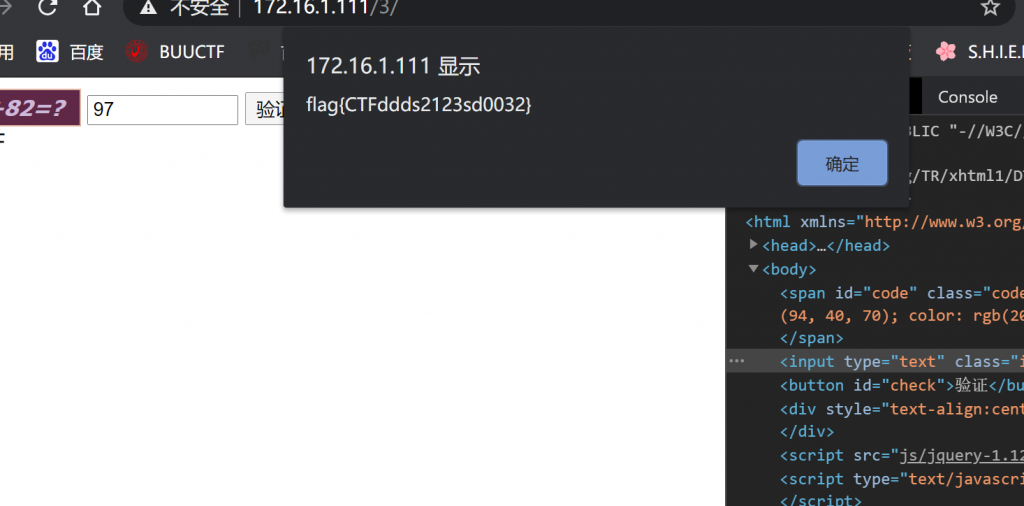 不安全 | 172.16.1.111/3/
用 百度 BUUCTF S.H.I.E.
172.16.1.111 显示
flag{CTFddds2123sd0032}
确定
-82=?
97
验证
Console
BLIC "-//W3C/
/TR/xhtml1/D
<html xmlns="http://www.w3.org/
<head>…</head>
<body>
<span id="code" class="code
(94, 40, 70); color: rgb(20
</span>
<input type="text" class="i
<button id="check">验证</bu
<div style="text-align:cent
</div>
<script src="js/jquery-1.12
<script type="text/javascri
</script>